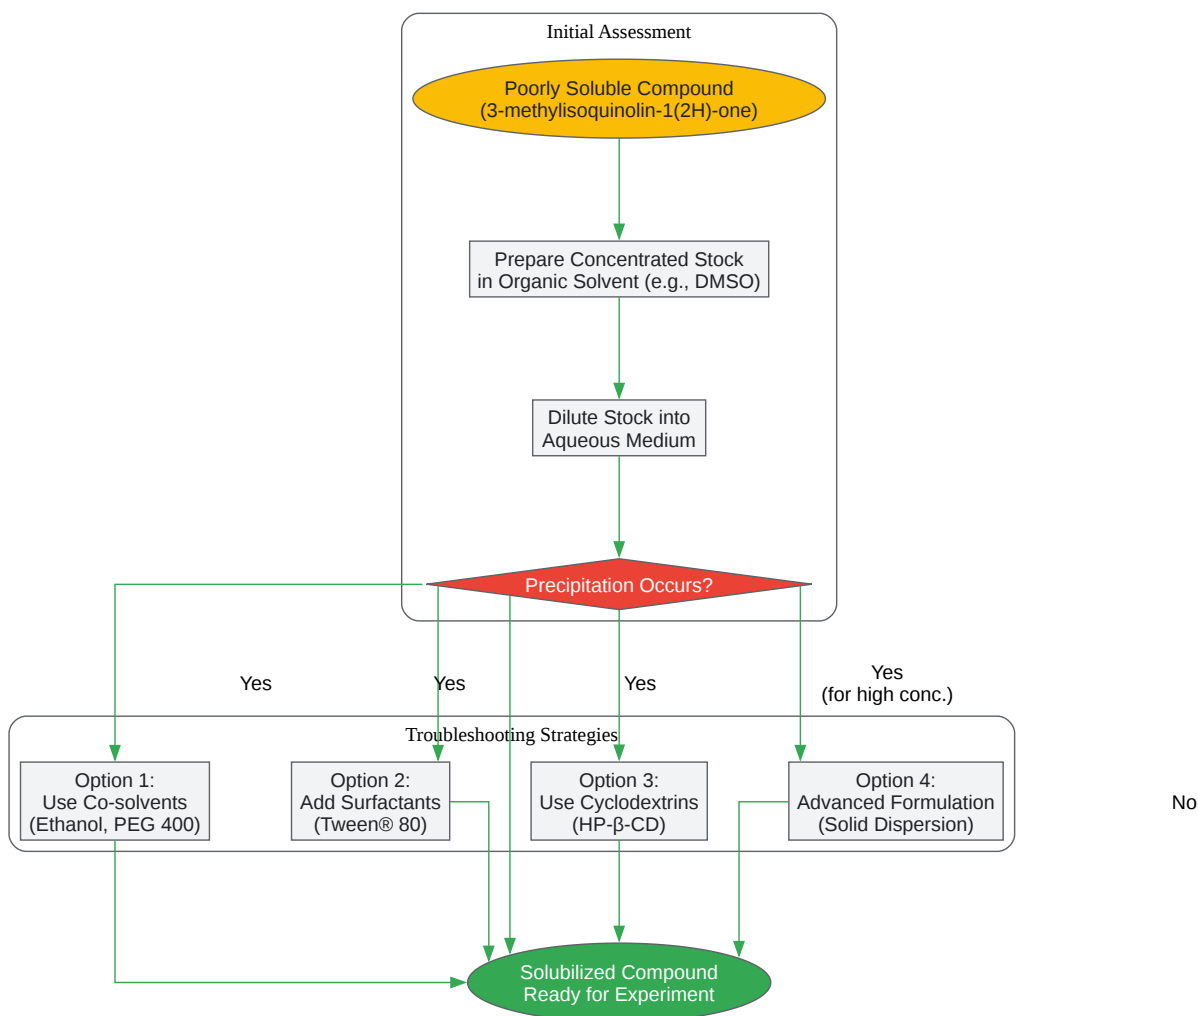 Initial Assessment
Poorly Soluble Compound
(3-methylisoquinolin-1(2H)-one)
Prepare Concentrated Stock
in Organic Solvent (e.g., DMSO)
Dilute Stock into
Aqueous Medium
Precipitation Occurs?
Yes
Yes
Yes
Yes
(for high conc.)
Troubleshooting Strategies
Option 1:
Use Co-solvents
(Ethanol, PEG 400)
Option 2:
Add Surfactants
(Tween® 80)
Option 3:
Use Cyclodextrins
(HP-β-CD)
Option 4:
Advanced Formulation
(Solid Dispersion)
No
Solubilized Compound
Ready for Experiment